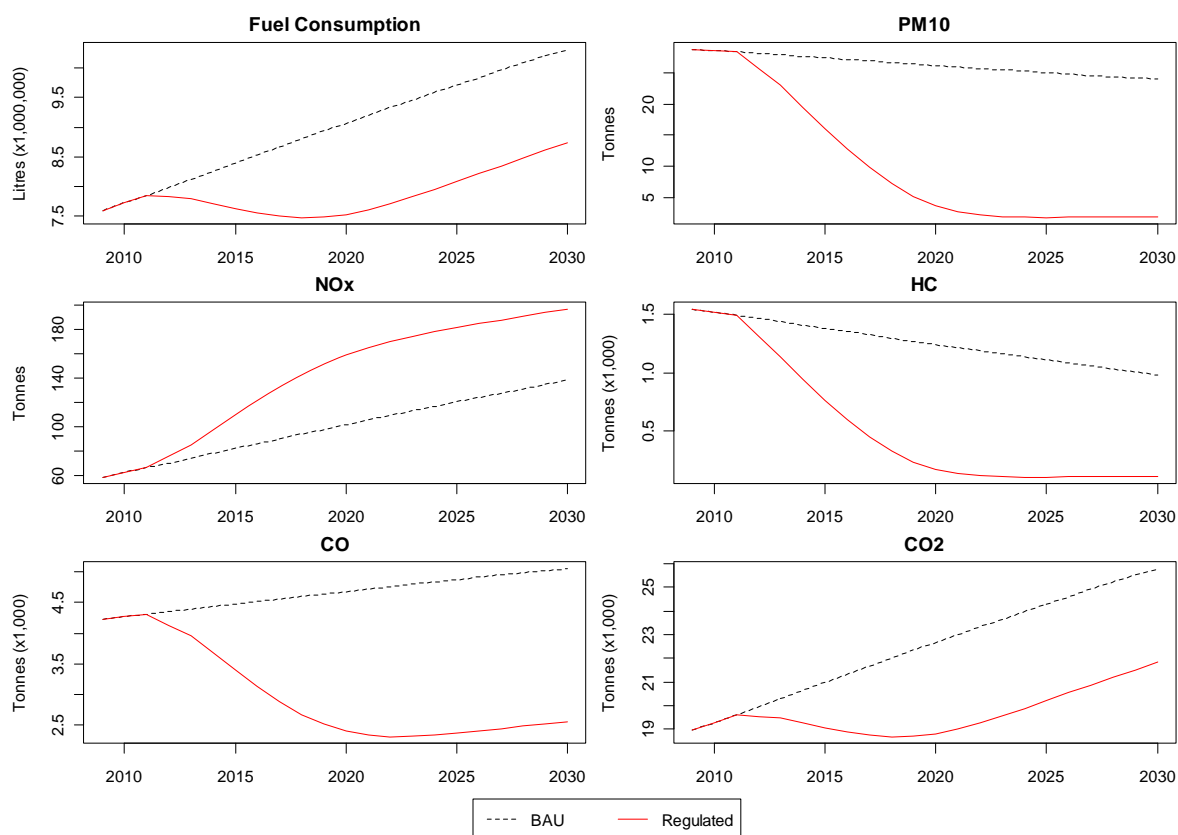 Fuel Consumption
Litres (x1,000,000)
9.5
8.5
7.5
2010 2015 2020 2025 2030
PM10
Tonnes
20
10
5
2010 2015 2020 2025 2030
NOx
Tonnes
180
140
100
60
2010 2015 2020 2025 2030
HC
Tonnes (x1,000)
1.5
1.0
0.5
2010 2015 2020 2025 2030
CO
Tonnes (x1,000)
4.5
3.5
2.5
2010 2015 2020 2025 2030
CO2
Tonnes (x1,000)
25
23
21
19
2010 2015 2020 2025 2030
BAU Regulated